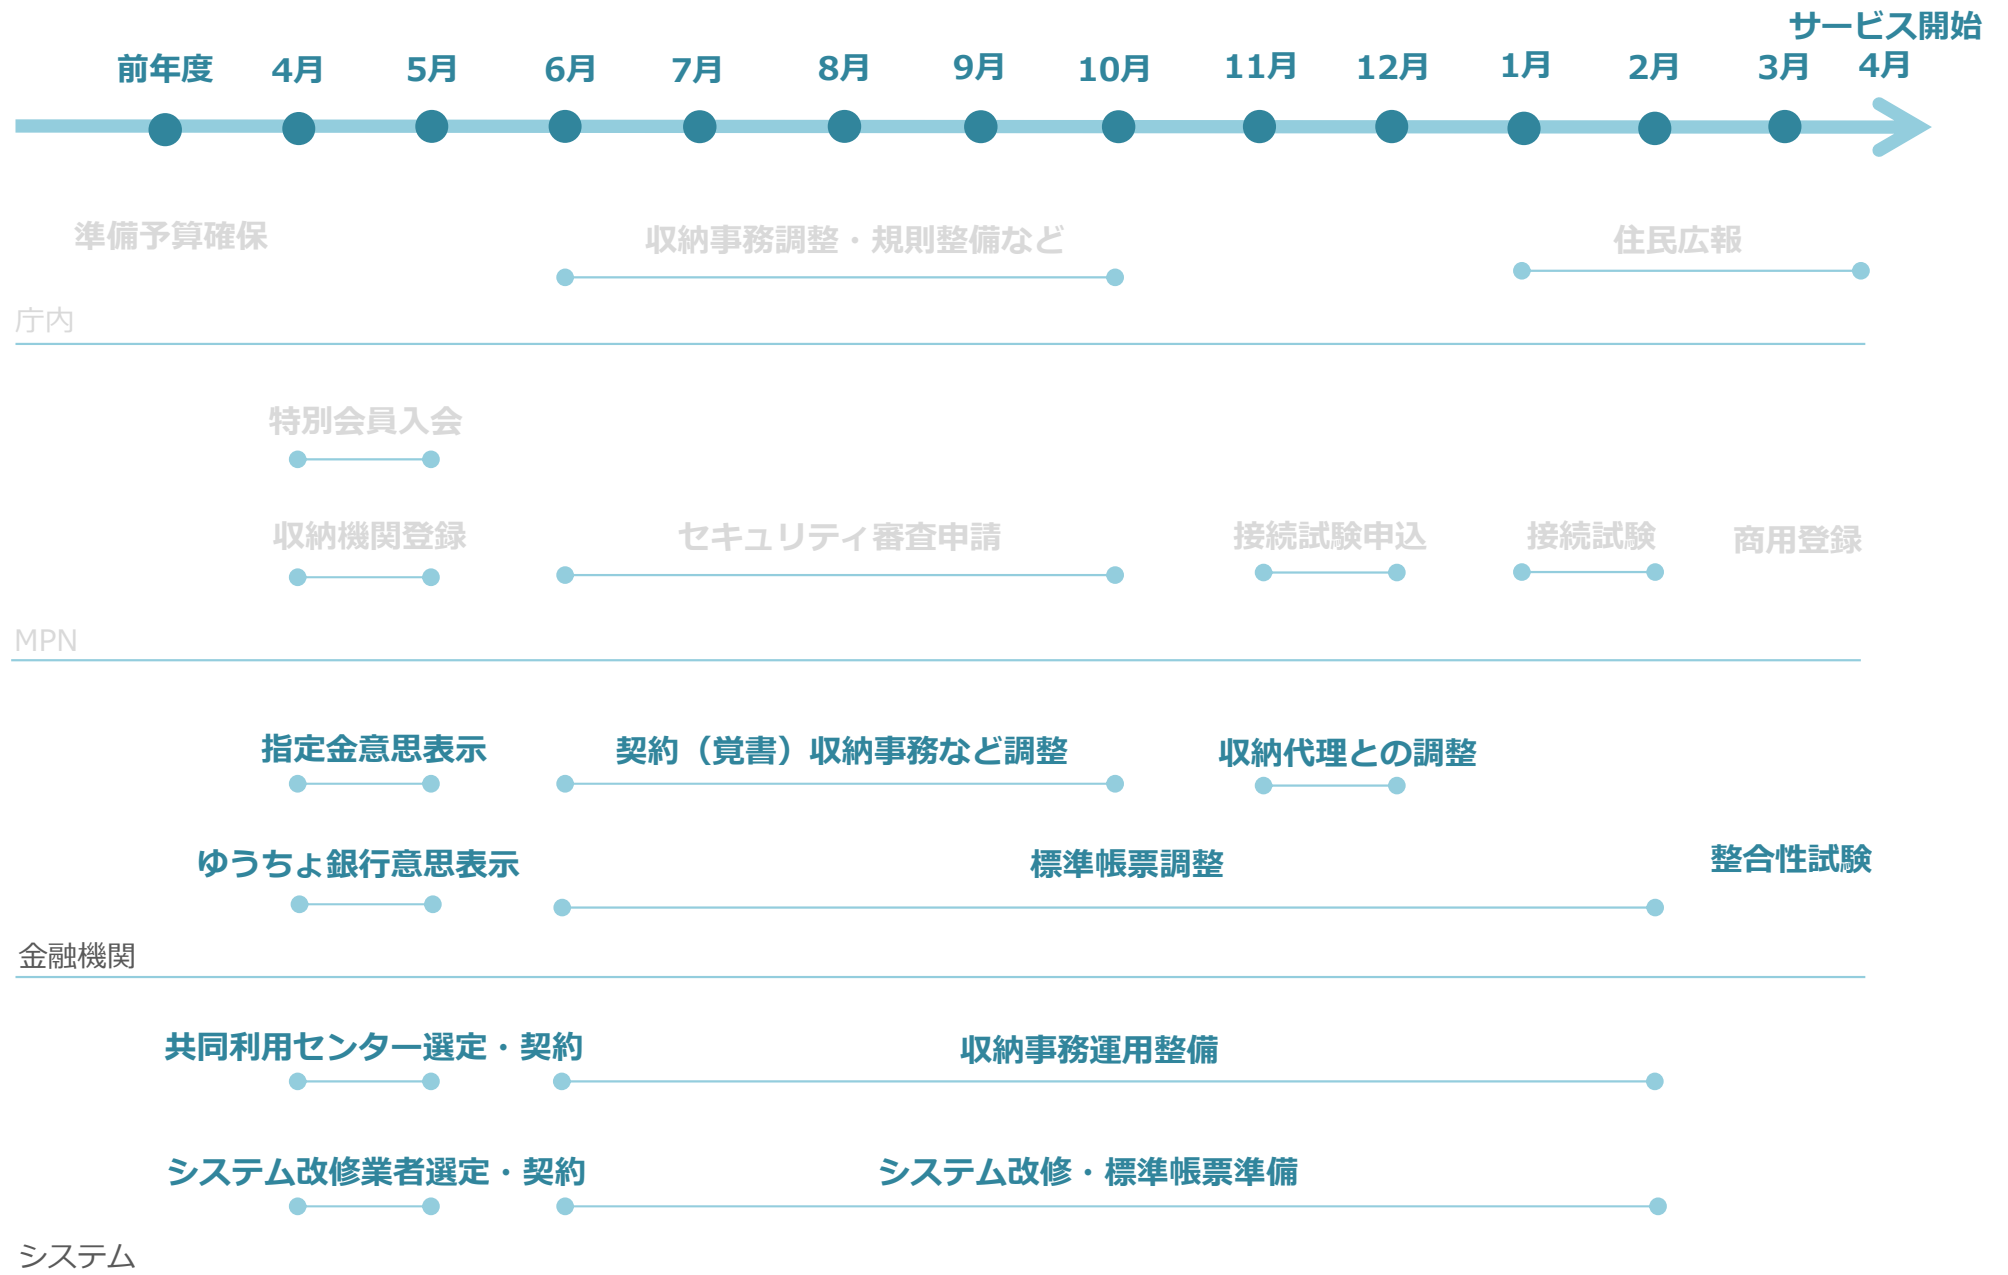 サービス開始
前年度 4月 5月 6月 7月 8月 9月 10月 11月 12月 1月 2月 3月 4月
準備予算確保 収納事務調整・規則整備など 住民広報
庁内
特別会員入会
収納機関登録 セキュリティ審査申請 接続試験申込 接続試験 商用登録
MPN
指定金意思表示 契約（覚書）収納事務など調整 収納代理との調整
ゆうちょ銀行意思表示 標準帳票調整 整合性試験
金融機関
共同利用センター選定・契約 収納事務運用整備
システム改修業者選定・契約 システム改修・標準帳票準備
システム